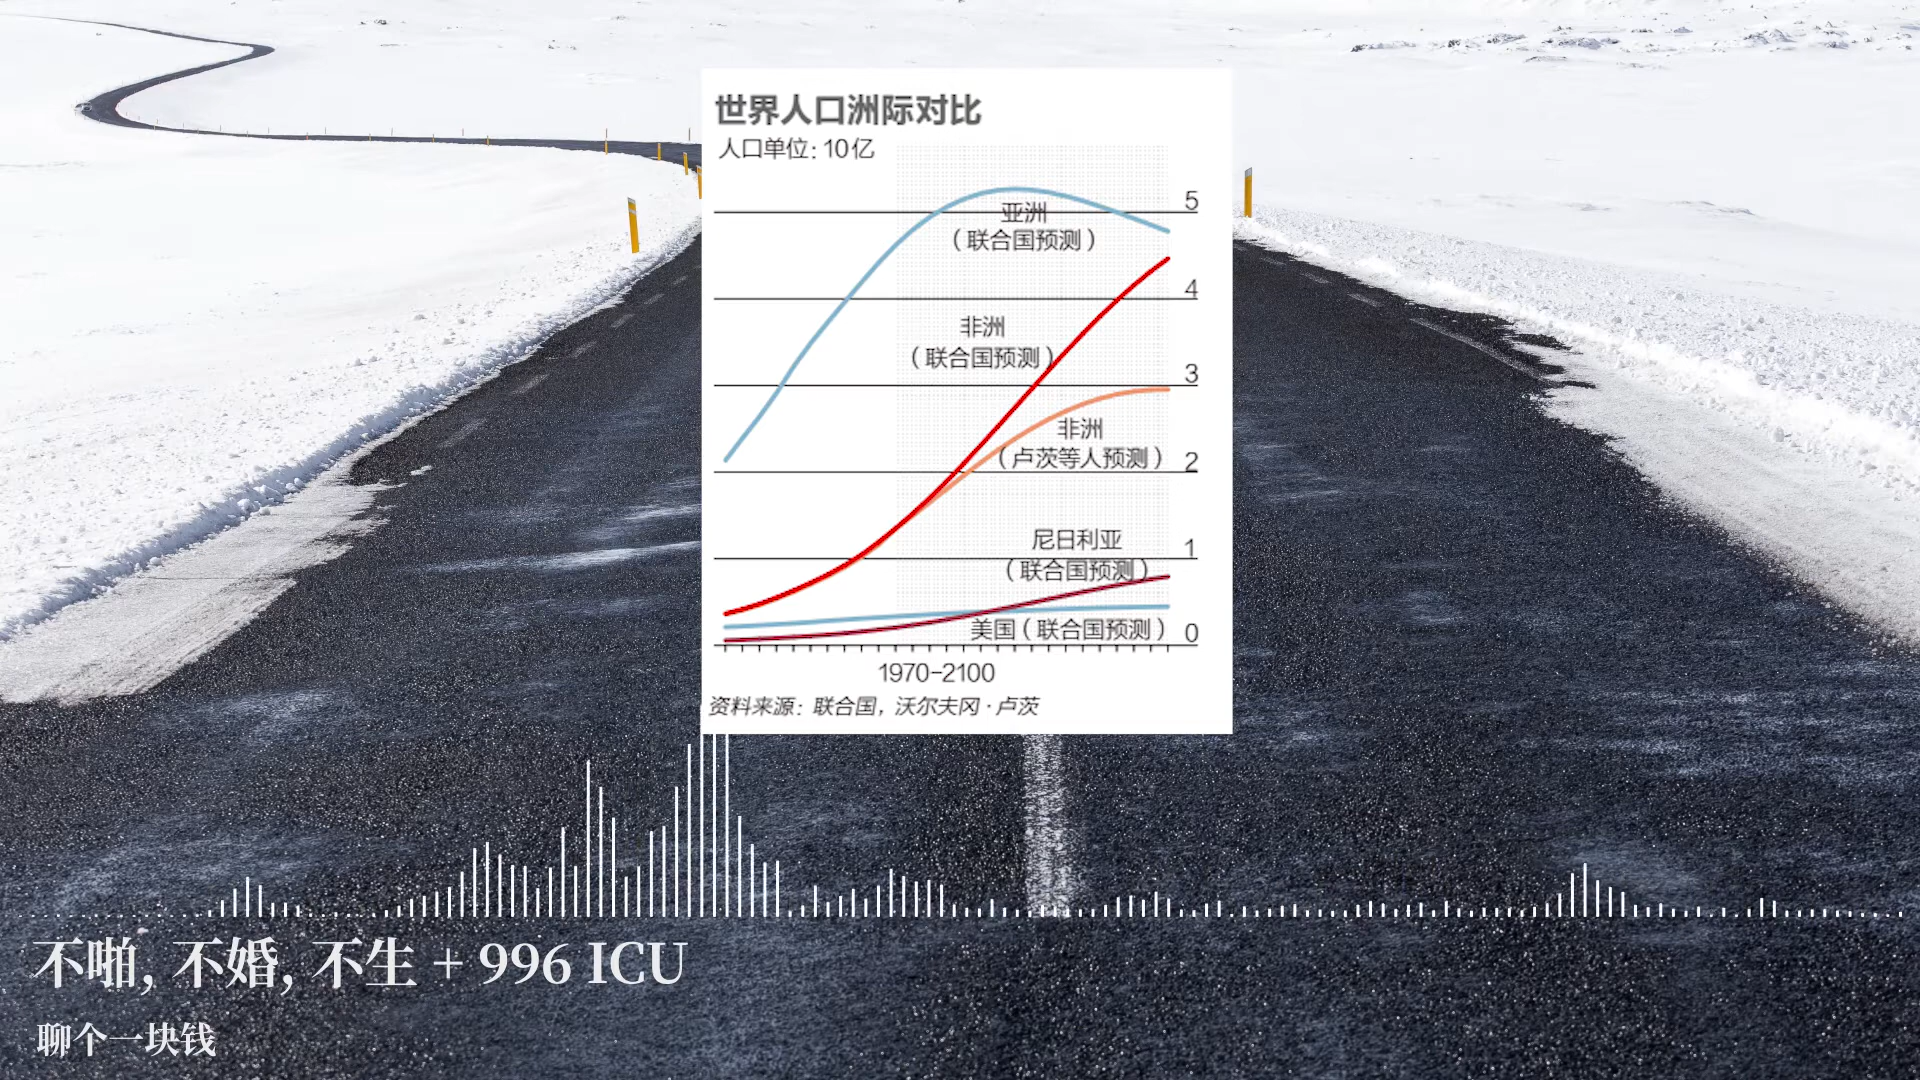 世界人口洲际对比
人口单位: 10亿
5
亚洲
（联合国预测）
4
非洲
（联合国预测）
3
非洲
（卢茨等人预测）
2
尼日利亚
（联合国预测）
1
美国（联合国预测）
0
1970-2100
资料来源: 联合国, 沃尔夫冈·卢茨
不啪, 不婚, 不生 + 996 ICU
聊个一块钱